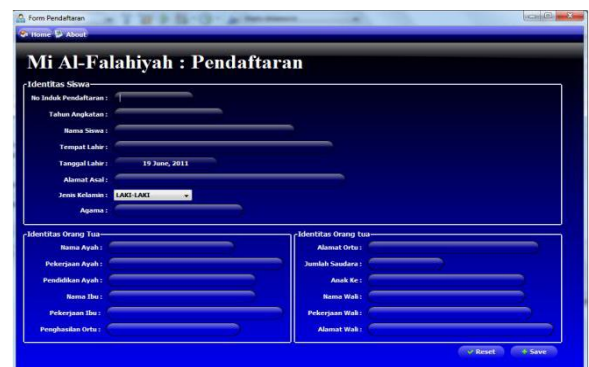 Form Pendaftaran
Home About
Mi Al-Falahiyah : Pendaftaran
Identitas Siswa
No Induk Pendaftaran :
Tahun Angkatan :
Nama Siswa :
Tempat Lahir :
Tanggal Lahir : 19 June, 2011
Alamat Asal :
Jenis Kelamin : LAKI-LAKI
Agama :
Identitas Orang Tua
Nama Ayah :
Pekerjaan Ayah :
Pendidikan Ayah :
Nama Ibu :
Pekerjaan Ibu :
Penghasilan Ortu :
Identitas Orang tua
Alamat Ortu :
Jumlah Saudara :
Anak Ke :
Nama Wali :
Pekerjaan Wali :
Alamat Wali :
Reset Save